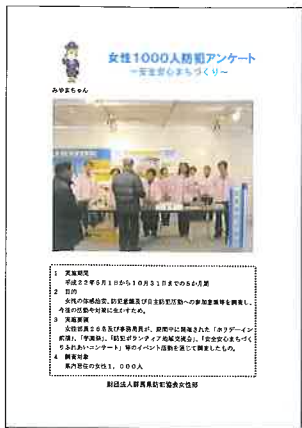 女性1000人防犯アンケート
～安全安心まちづくり～
みやまちゃん
1 実施期間
平成22年6月1日から10月31日までの5か月間
2 目的
女性の体感治安、防犯意識及び自主防犯活動への参加意識等を調査し、
今後の活動や対策に生かすため。
3 実施要領
女性部員26名及び事務局員が、期間中に開催された「ホリデーイン
前橋」、「県民祭」、「防犯ボランティア地域交流会」、「安全安心まちづく
りふれあいコンサート」等のイベント活動を通じて調査したもの。
4 調査対象
県内居住の女性1,000人
財団法人群馬県防犯協会女性部